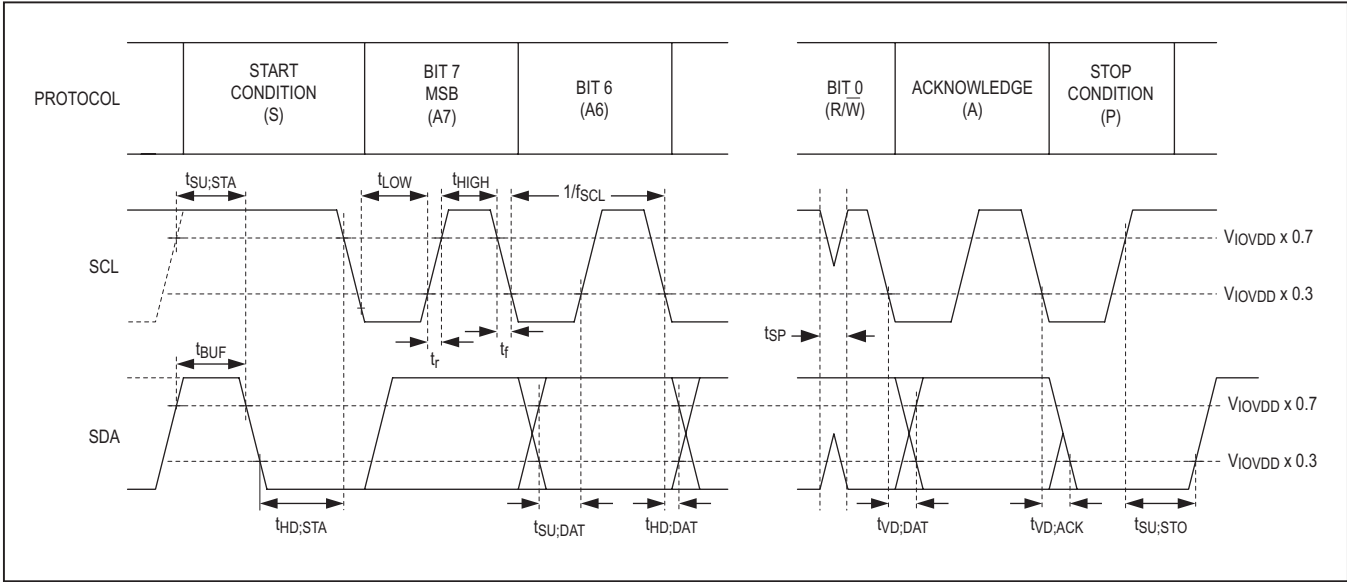 PROTOCOL
START
CONDITION
(S)
BIT 7
MSB
(A7)
BIT 6
(A6)
BIT 0
(R/W̅)
ACKNOWLEDGE
(A)
STOP
CONDITION
(P)
tSU;STA
tLOW
tHIGH
1/fSCL
SCL
VIOVDD x 0.7
VIOVDD x 0.3
tBUF
tr
tf
tSP
SDA
VIOVDD x 0.7
VIOVDD x 0.3
tHD;STA
tSU;DAT
tHD;DAT
tVD;DAT
tVD;ACK
tSU;STO